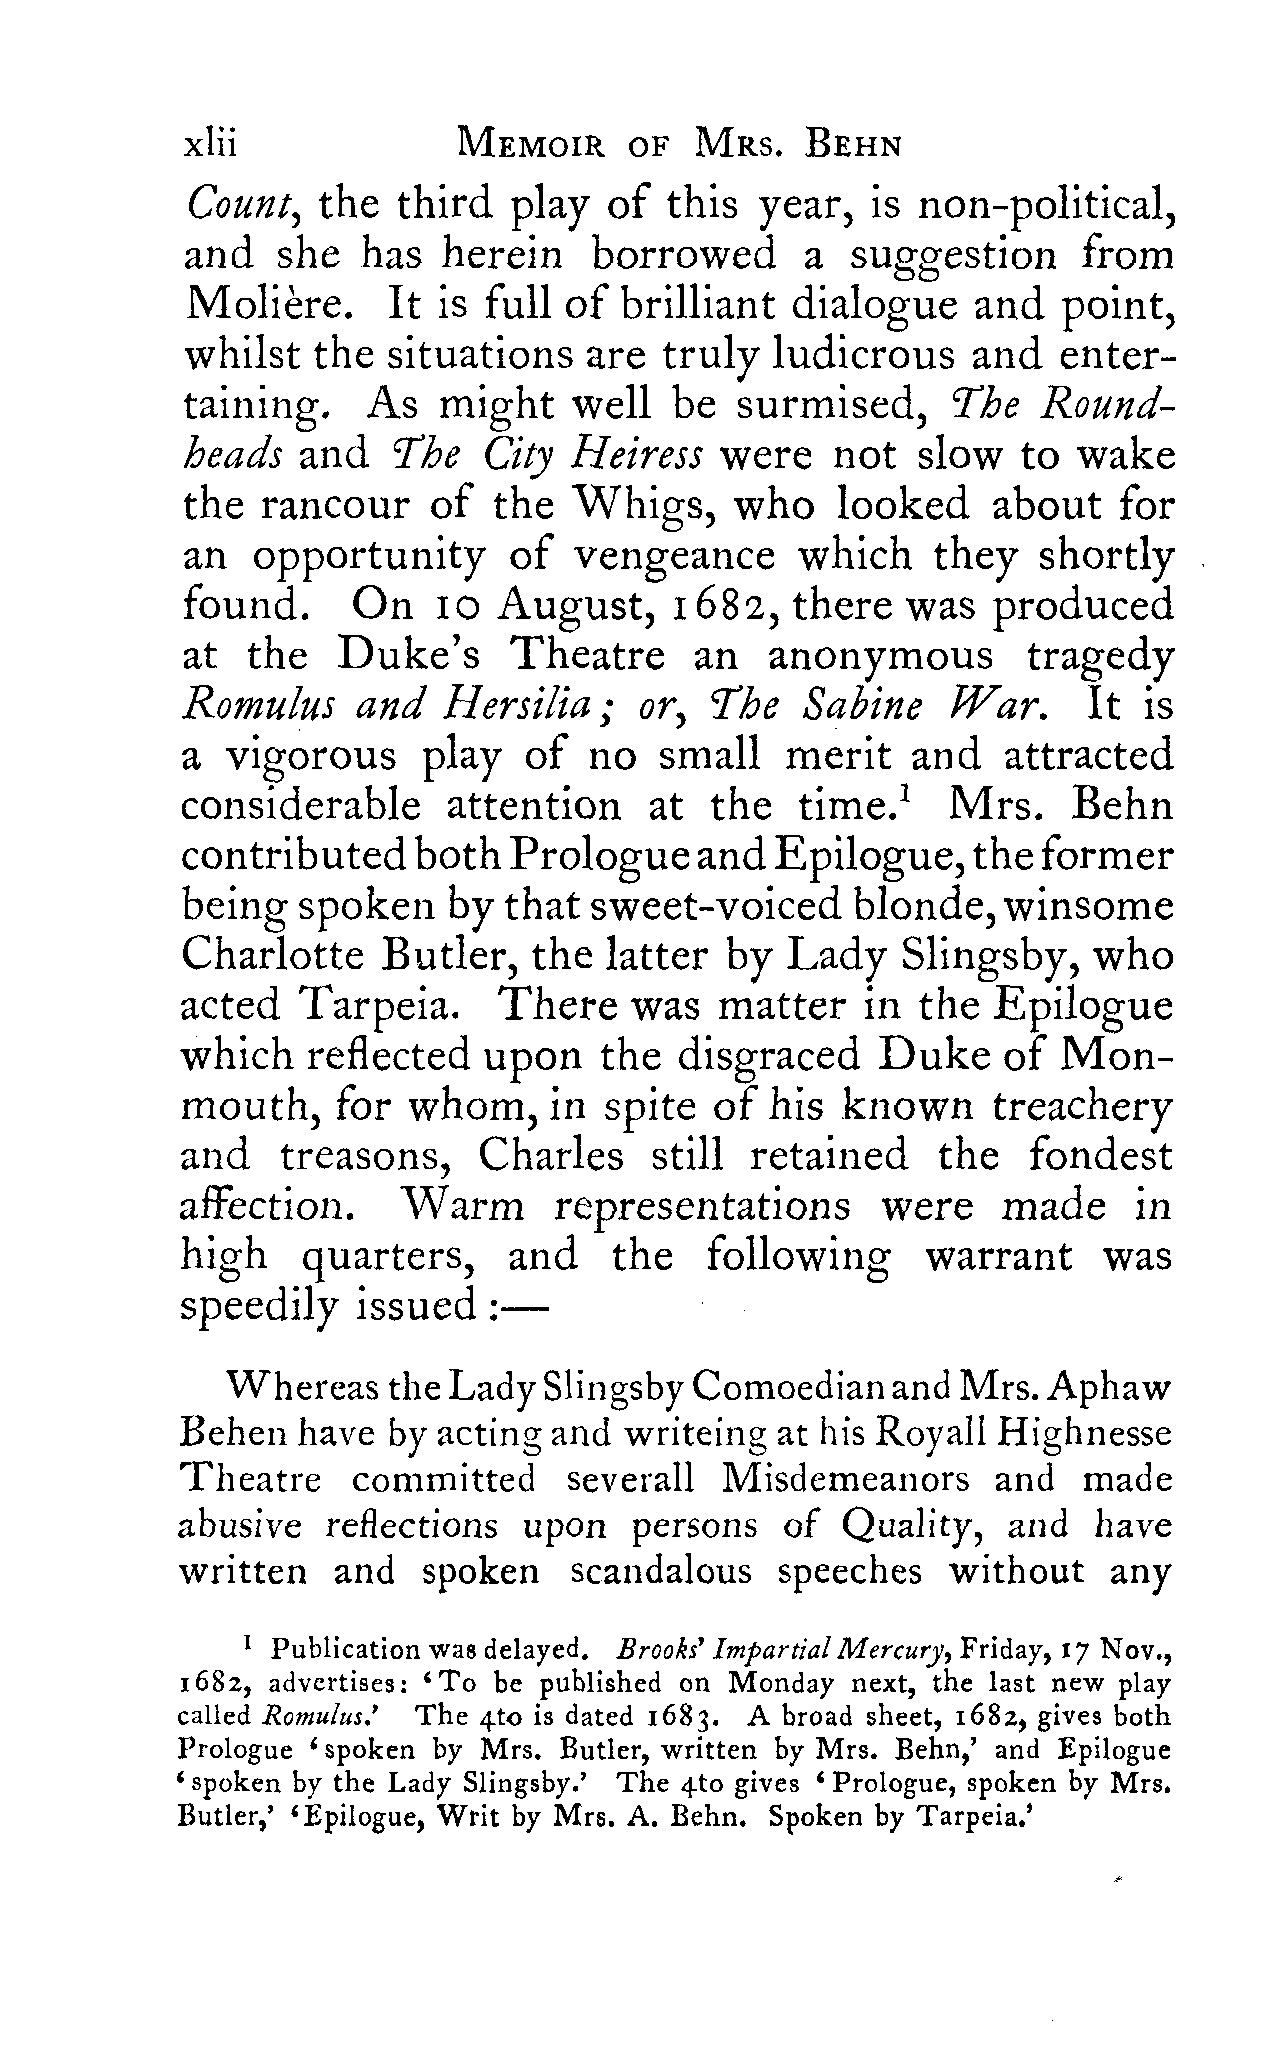 xlii MEMOIR OF MRS. BEHN
Count, the third play of this year, is non-political,
and she has herein borrowed a suggestion from
Molière. It is full of brilliant dialogue and point,
whilst the situations are truly ludicrous and enter-
taining. As might well be surmised, The Round-
heads and The City Heiress were not slow to wake
the rancour of the Whigs, who looked about for
an opportunity of vengeance which they shortly
found. On 10 August, 1682, there was produced
at the Duke's Theatre an anonymous tragedy
Romulus and Hersilia; or, The Sabine War. It is
a vigorous play of no small merit and attracted
considerable attention at the time.¹ Mrs. Behn
contributed both Prologue and Epilogue, the former
being spoken by that sweet-voiced blonde, winsome
Charlotte Butler, the latter by Lady Slingsby, who
acted Tarpeia. There was matter in the Epilogue
which reflected upon the disgraced Duke of Mon-
mouth, for whom, in spite of his known treachery
and treasons, Charles still retained the fondest
affection. Warm representations were made in
high quarters, and the following warrant was
speedily issued :—
Whereas the Lady Slingsby Comoedian and Mrs. Aphaw
Behen have by acting and writeing at his Royall Highnesse
Theatre committed severall Misdemeanors and made
abusive reflections upon persons of Quality, and have
written and spoken scandalous speeches without any
¹ Publication was delayed. Brooks' Impartial Mercury, Friday, 17 Nov.,
1682, advertises: 'To be published on Monday next, the last new play
called Romulus.' The 4to is dated 1683. A broad sheet, 1682, gives both
Prologue 'spoken by Mrs. Butler, written by Mrs. Behn,' and Epilogue
'spoken by the Lady Slingsby.' The 4to gives 'Prologue, spoken by Mrs.
Butler,' 'Epilogue, Writ by Mrs. A. Behn. Spoken by Tarpeia.'